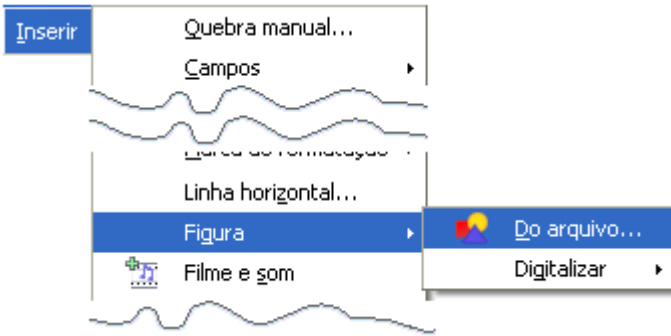 Inserir
Quebra manual...
Campos
Linha horizontal...
Figura
Do arquivo...
Filme e som
Digitalizar